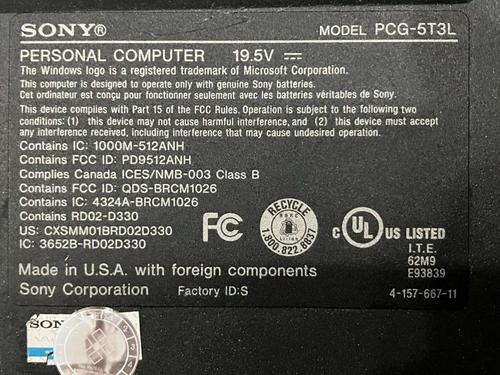 SONY® MODEL PCG-5T3L
PERSONAL COMPUTER 19.5V
The Windows logo is a registered trademark of Microsoft Corporation.
This computer is designed to operate only with genuine Sony batteries.
Cet ordinateur est conçu pour fonctionner seulement avec les batteries véritables de Sony.
This device complies with Part 15 of the FCC Rules. Operation is subject to the following two
conditions: (1) this device may not cause harmful interference, and (2) this device must accept
any interference received, including interference that may cause undesired operation.
Contains IC: 1000M-512ANH
Contains FCC ID: PD9512ANH
Complies Canada ICES/NMB-003 Class B
Contains FCC ID: QDS-BRCM1026
Contains IC: 4324A-BRCM1026
Contains RD02-D330
US: CXSMM01BRD02D330
IC: 3652B-RD02D330
FC
RECYCLE
RBRC
Li-ion
1.800.822.8837
C UL® US LISTED
I.T.E.
62M9
E93839
Made in U.S.A. with foreign components
Sony Corporation Factory ID:S 4-157-667-11
SON